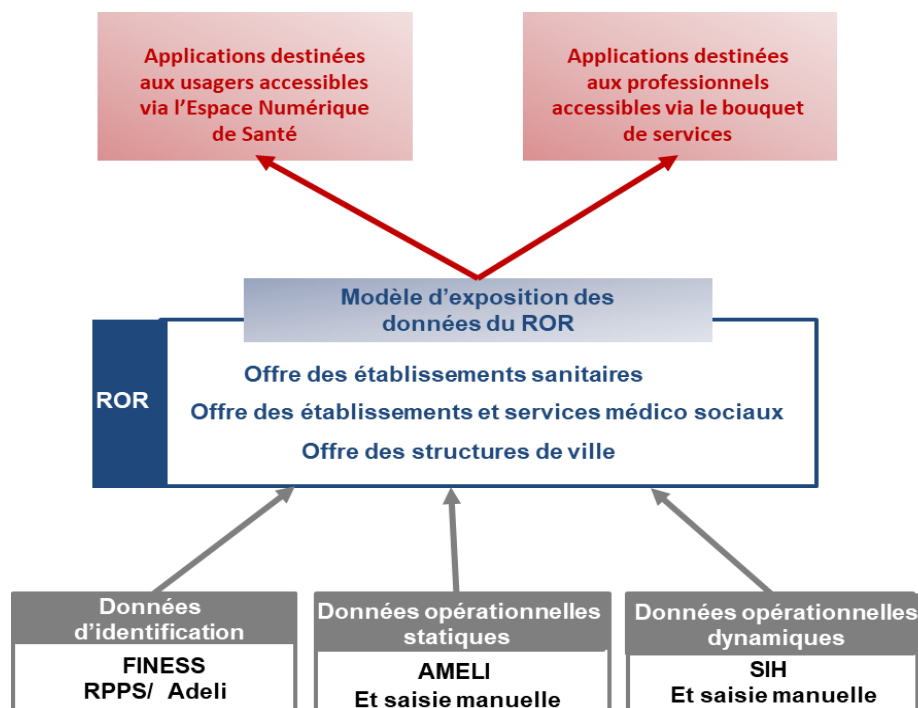 Applications destinées
aux usagers accessibles
via l'Espace Numérique
de Santé
Applications destinées
aux professionnels
accessibles via le bouquet
de services
Modèle d'exposition des
données du ROR
ROR
Offre des établissements sanitaires
Offre des établissements et services médico sociaux
Offre des structures de ville
Données
d'identification
FINESS
RPPS/ Adeli
Données opérationnelles
statiques
AMELI
Et saisie manuelle
Données opérationnelles
dynamiques
SIH
Et saisie manuelle